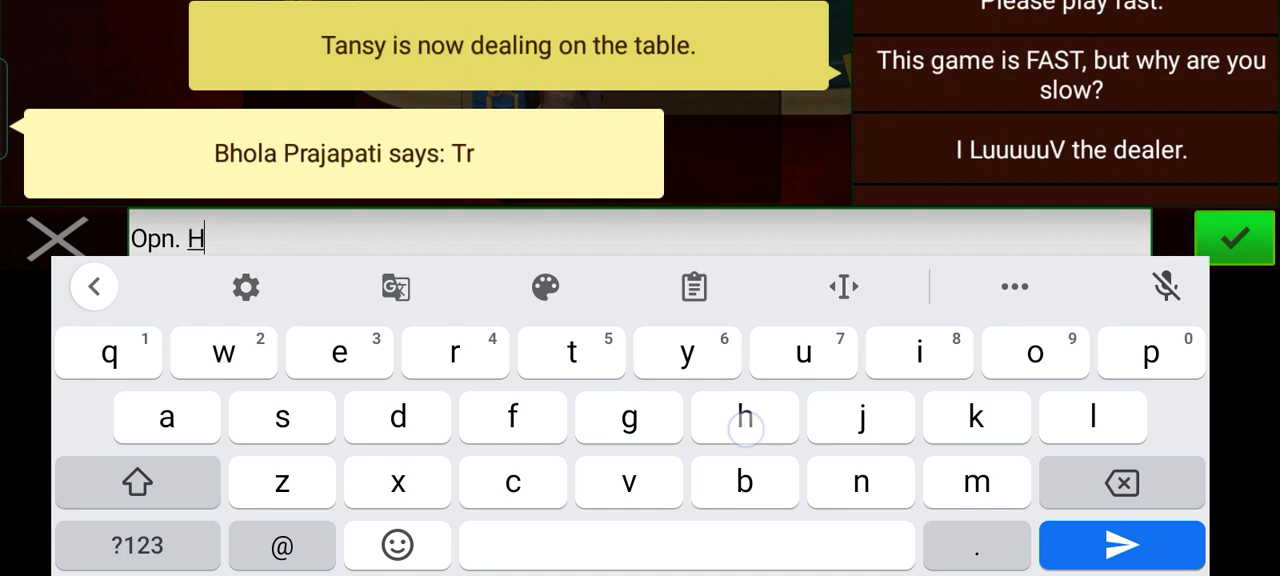 Please play fast.
Tansy is now dealing on the table.
This game is FAST, but why are you
slow?
Bhola Prajapati says: Tr
I LuuuuuV the dealer.
Opn. H
q 1 w 2 e 3 r 4 t 5 y 6 u 7 i 8 o 9 p 0
a s d f g h j k l
z x c v b n m
?123 @ .